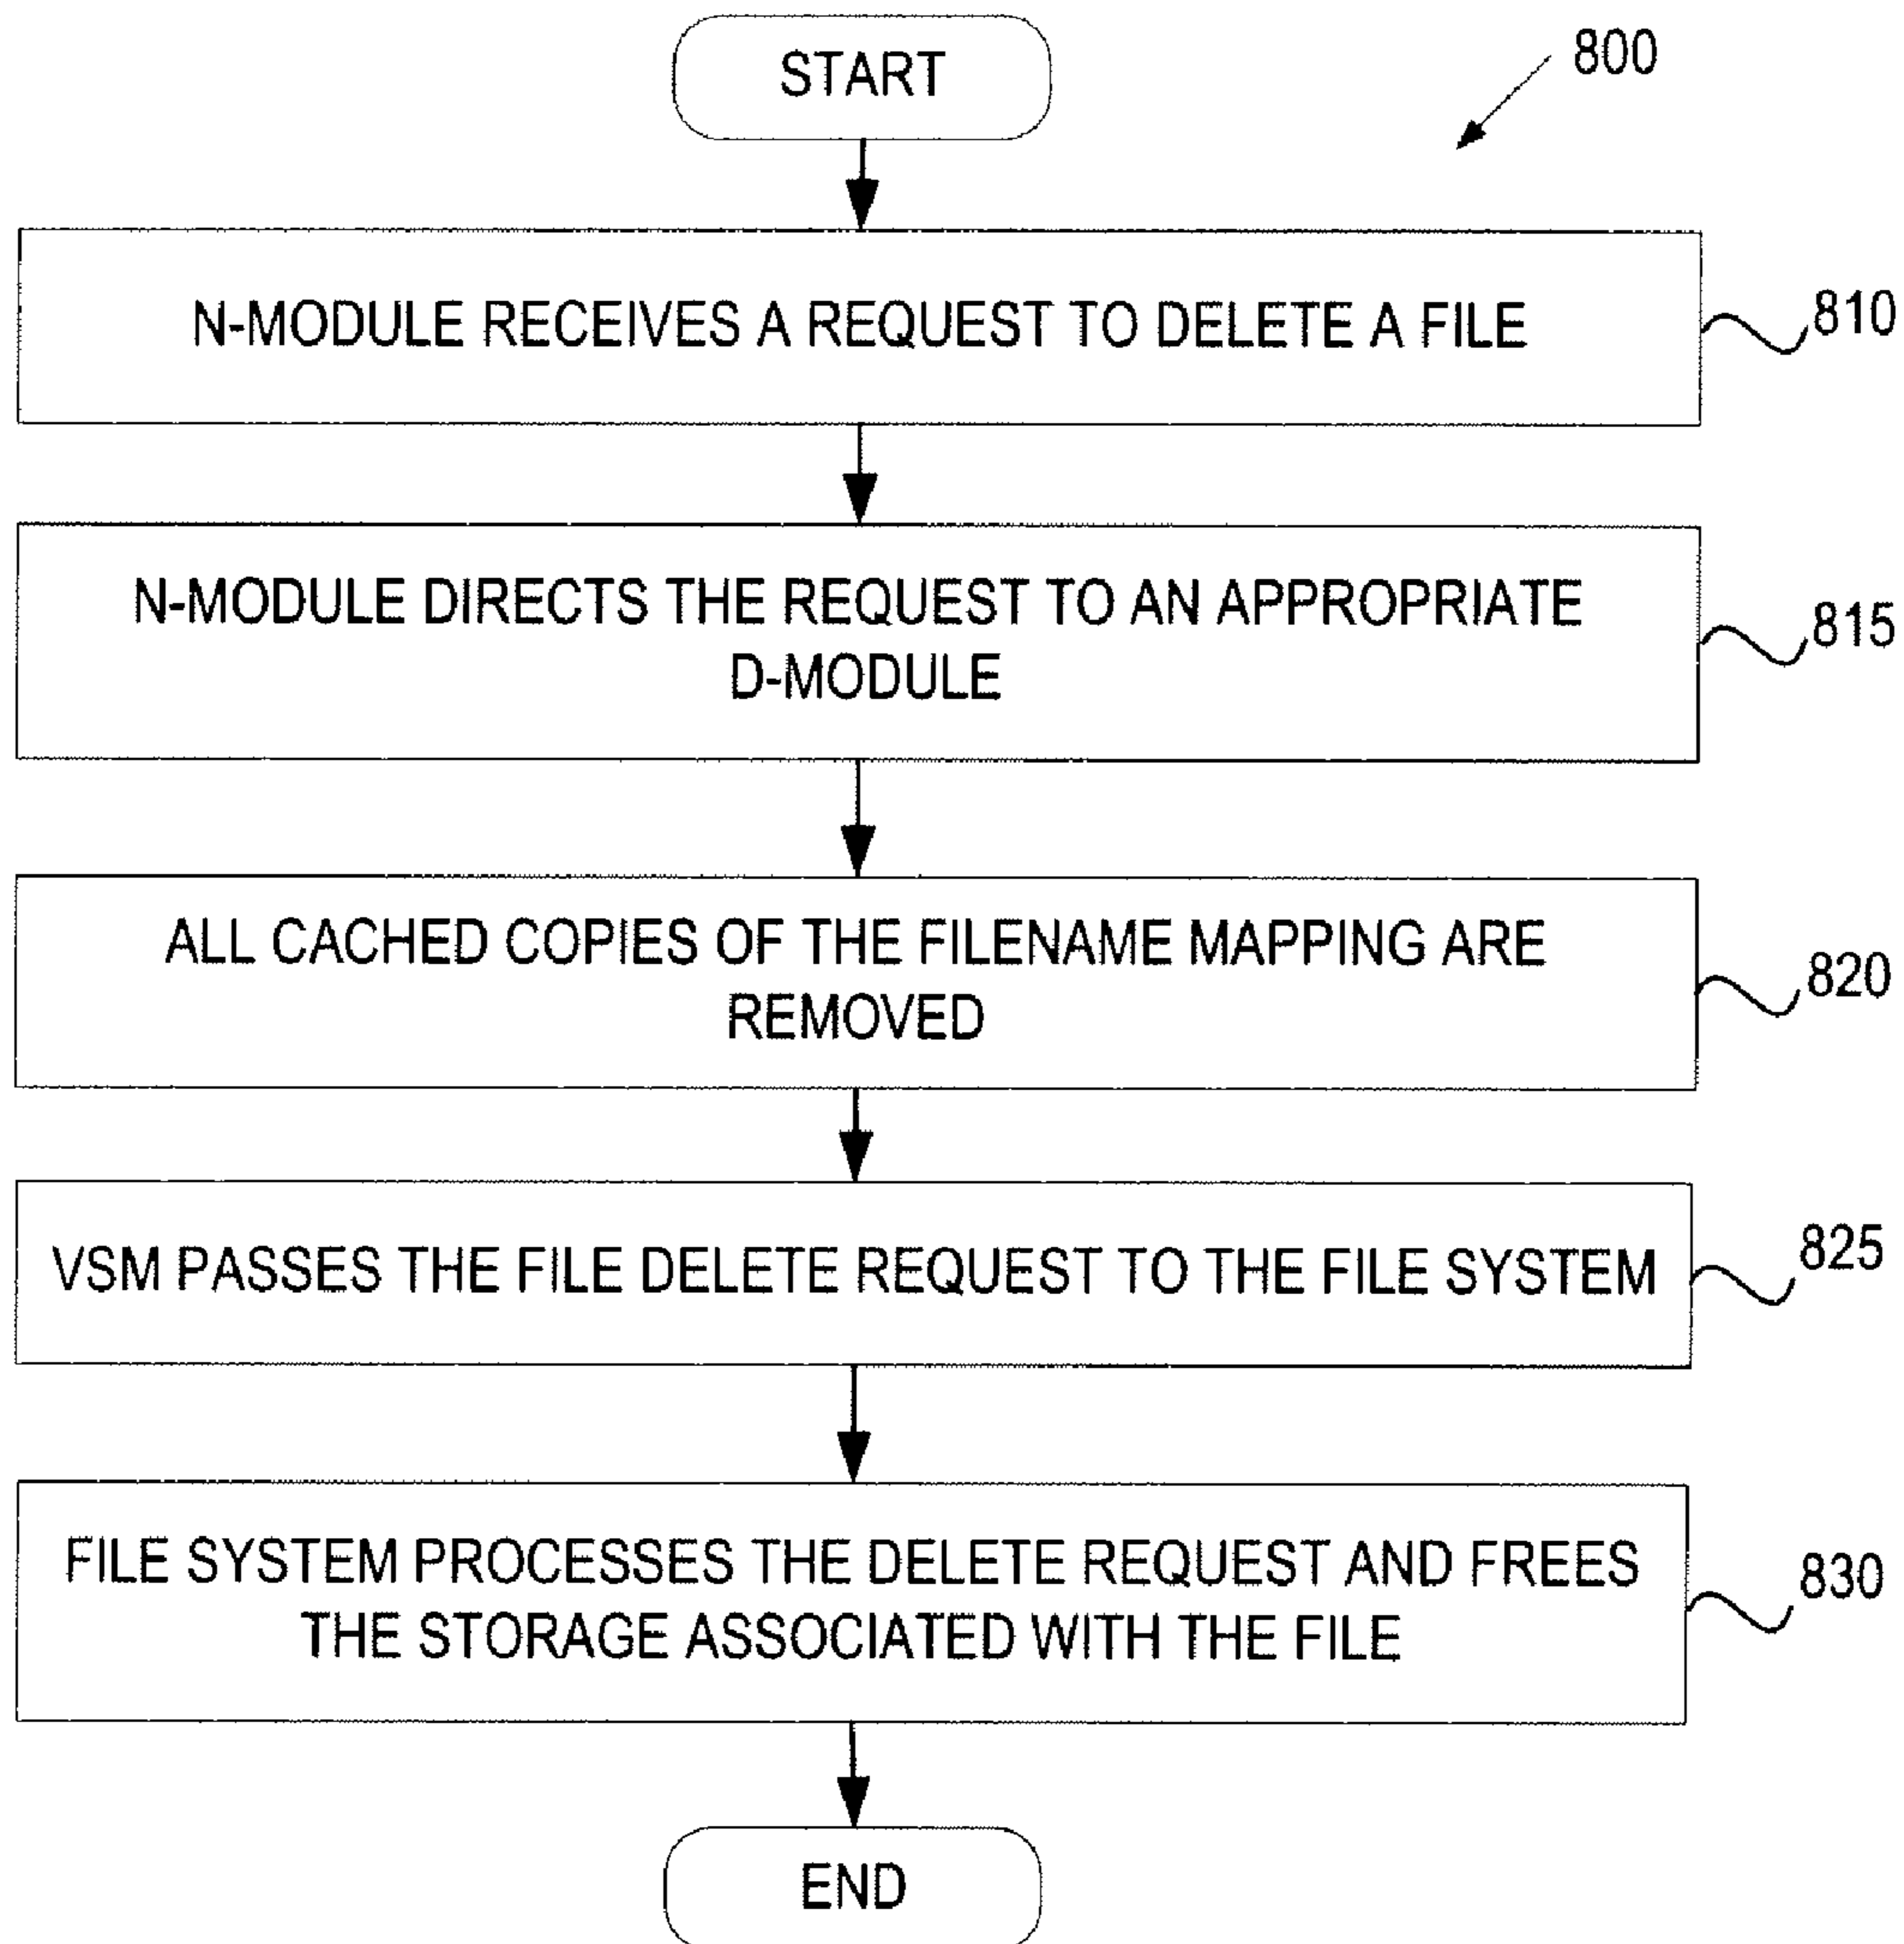 START
800
N-MODULE RECEIVES A REQUEST TO DELETE A FILE
810
N-MODULE DIRECTS THE REQUEST TO AN APPROPRIATE
D-MODULE
815
ALL CACHED COPIES OF THE FILENAME MAPPING ARE
REMOVED
820
VSM PASSES THE FILE DELETE REQUEST TO THE FILE SYSTEM
825
FILE SYSTEM PROCESSES THE DELETE REQUEST AND FREES
THE STORAGE ASSOCIATED WITH THE FILE
830
END